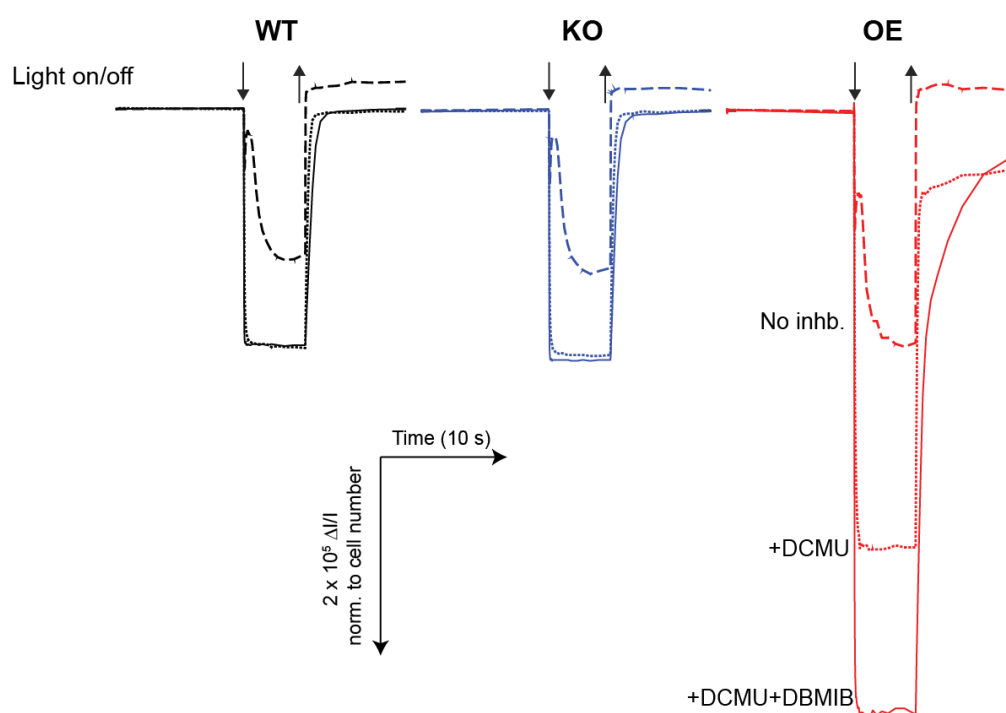 WT
KO
OE
Light on/off
No inhb.
Time (10 s)
2 x 10⁵ ΔI/I
norm. to cell number
+DCMU
+DCMU+DBMIB